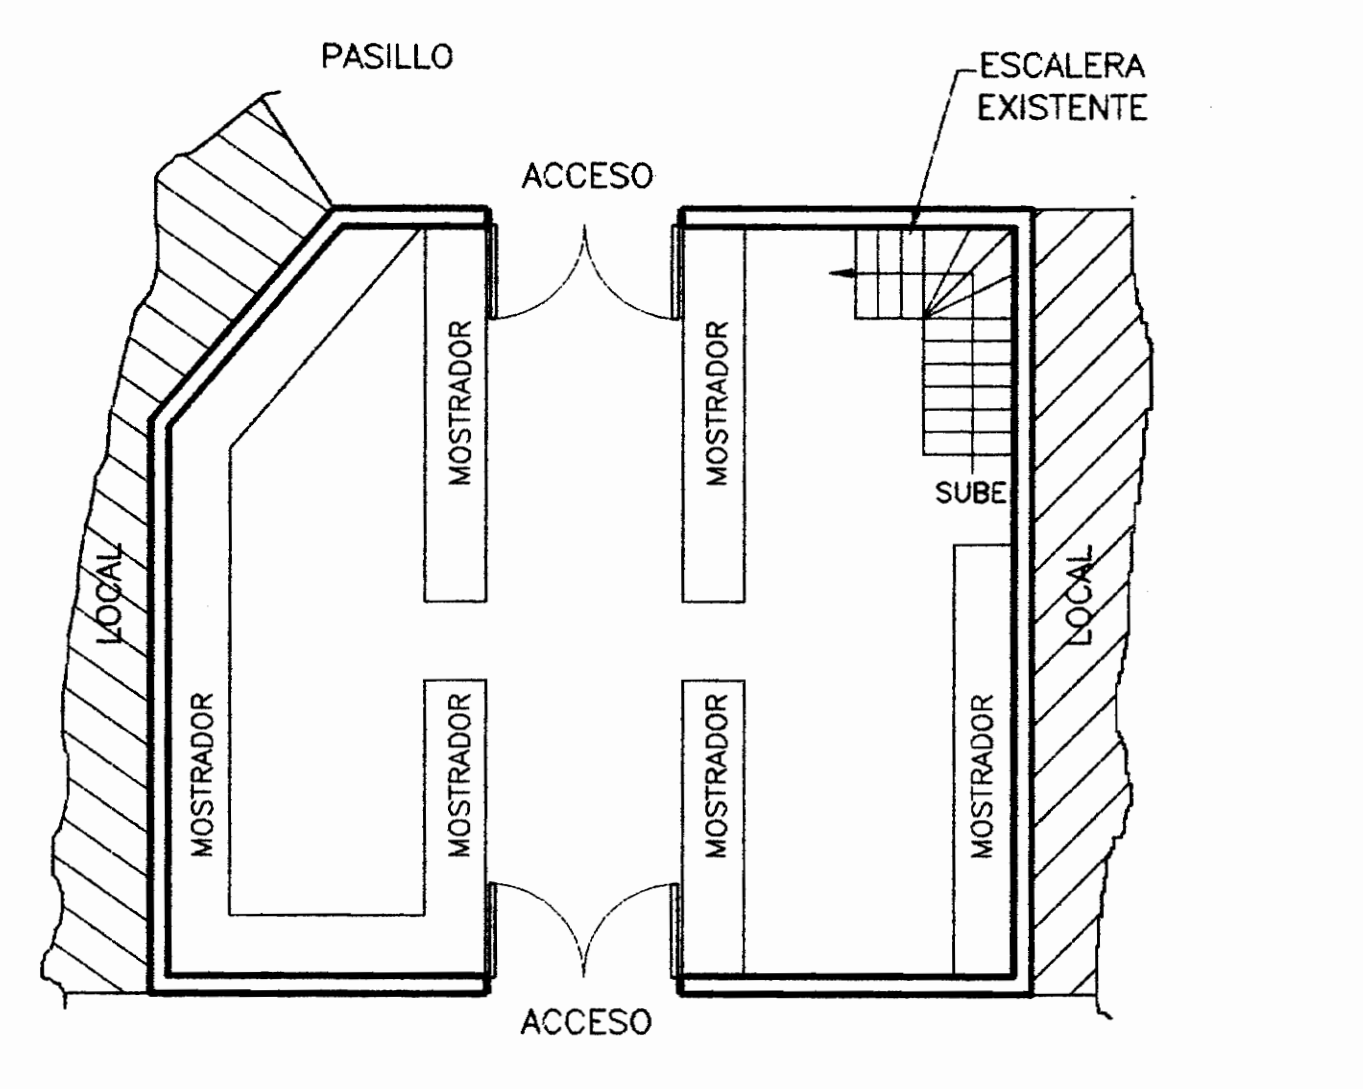 PASILLO
ESCALERA
EXISTENTE
ACCESO
MOSTRADOR
MOSTRADOR
SUBE
LOCAL
LOCAL
MOSTRADOR
MOSTRADOR
MOSTRADOR
MOSTRADOR
ACCESO